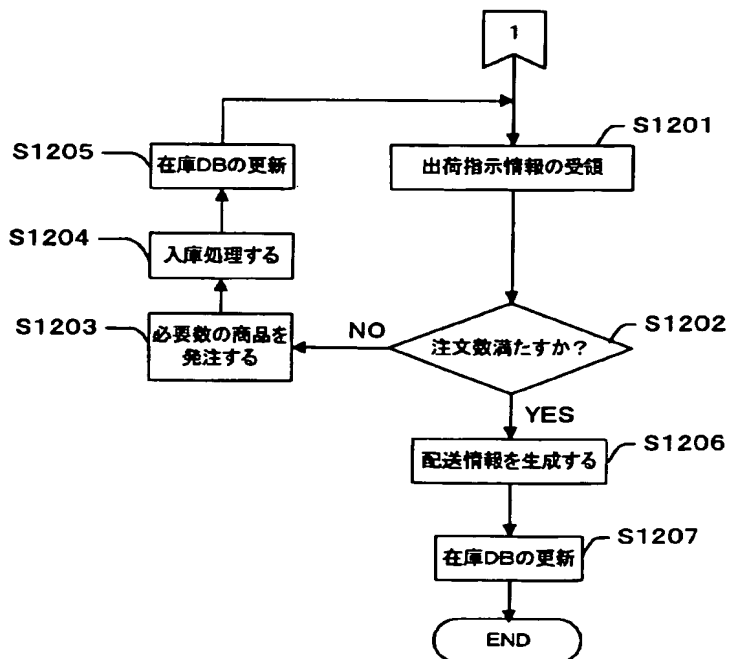 1
S1201
出荷指示情報の受領
S1205
在庫DBの更新
S1204
入庫処理する
S1203
必要数の商品を
発注する
NO
S1202
注文数満たすか？
YES
S1206
配送情報を生成する
S1207
在庫DBの更新
END